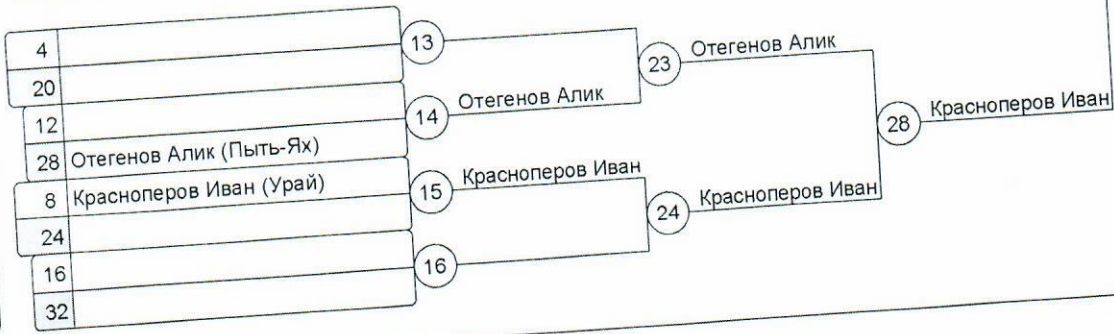 4
20
12
28 Отегенов Алик (Пыть-Ях)
8 Красноперов Иван (Урай)
24
16
32
13
14 Отегенов Алик
15 Красноперов Иван
16
23 Отегенов Алик
24 Красноперов Иван
28 Красноперов Иван